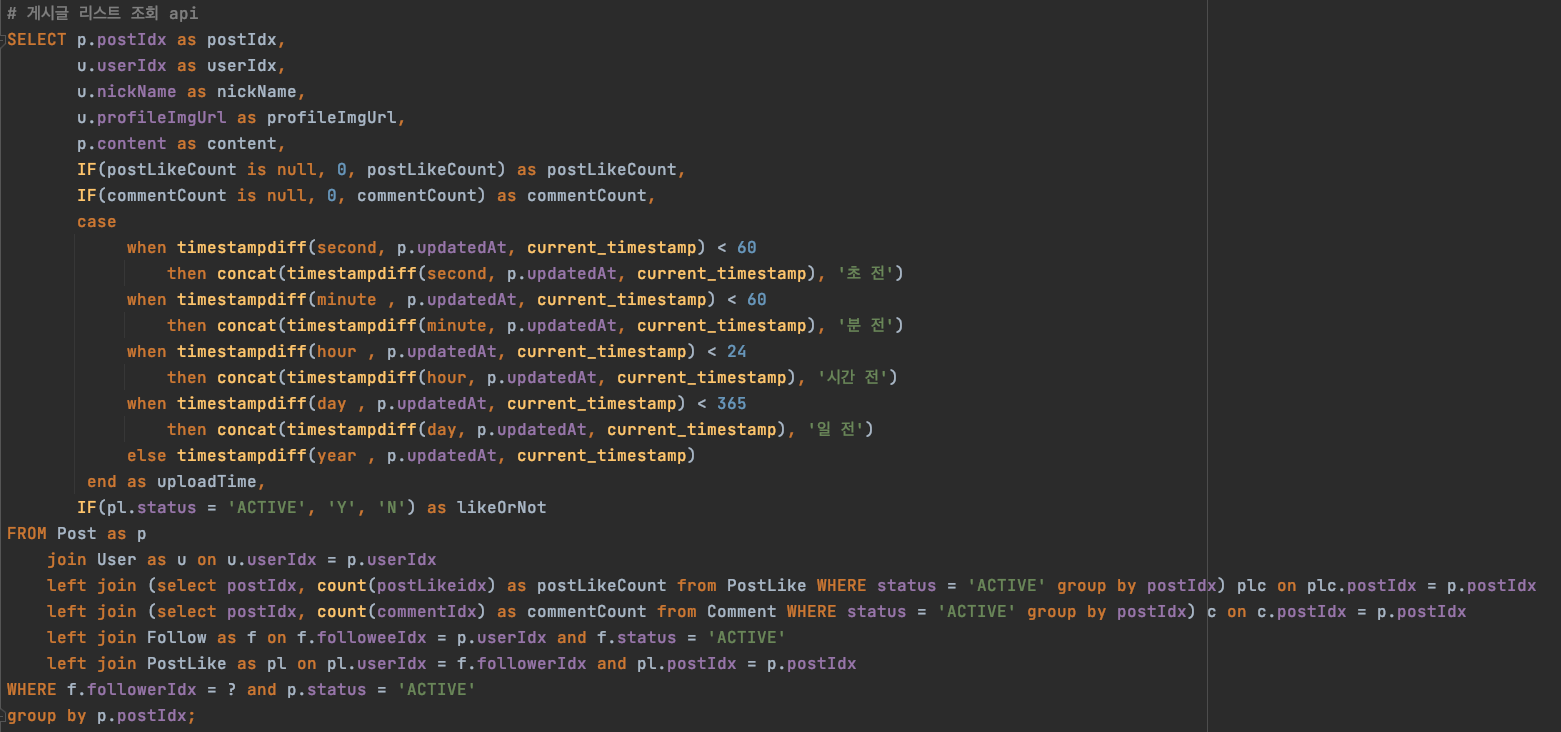 # 게시글 리스트 조회 api
SELECT p.postIdx as postIdx,
       u.userIdx as userIdx,
       u.nickName as nickName,
       u.profileImgUrl as profileImgUrl,
       p.content as content,
       IF(postLikeCount is null, 0, postLikeCount) as postLikeCount,
       IF(commentCount is null, 0, commentCount) as commentCount,
       case
            when timestampdiff(second, p.updatedAt, current_timestamp) < 60
                then concat(timestampdiff(second, p.updatedAt, current_timestamp), '초 전')
            when timestampdiff(minute , p.updatedAt, current_timestamp) < 60
                then concat(timestampdiff(minute, p.updatedAt, current_timestamp), '분 전')
            when timestampdiff(hour , p.updatedAt, current_timestamp) < 24
                then concat(timestampdiff(hour, p.updatedAt, current_timestamp), '시간 전')
            when timestampdiff(day , p.updatedAt, current_timestamp) < 365
                then concat(timestampdiff(day, p.updatedAt, current_timestamp), '일 전')
            else timestampdiff(year , p.updatedAt, current_timestamp)
        end as uploadTime,
       IF(pl.status = 'ACTIVE', 'Y', 'N') as likeOrNot
FROM Post as p
    join User as u on u.userIdx = p.userIdx
    left join (select postIdx, count(postLikeidx) as postLikeCount from PostLike WHERE status = 'ACTIVE' group by postIdx) plc on plc.postIdx = p.postIdx
    left join (select postIdx, count(commentIdx) as commentCount from Comment WHERE status = 'ACTIVE' group by postIdx) c on c.postIdx = p.postIdx
    left join Follow as f on f.followeeIdx = p.userIdx and f.status = 'ACTIVE'
    left join PostLike as pl on pl.userIdx = f.followerIdx and pl.postIdx = p.postIdx
WHERE f.followerIdx = ? and p.status = 'ACTIVE'
group by p.postIdx;